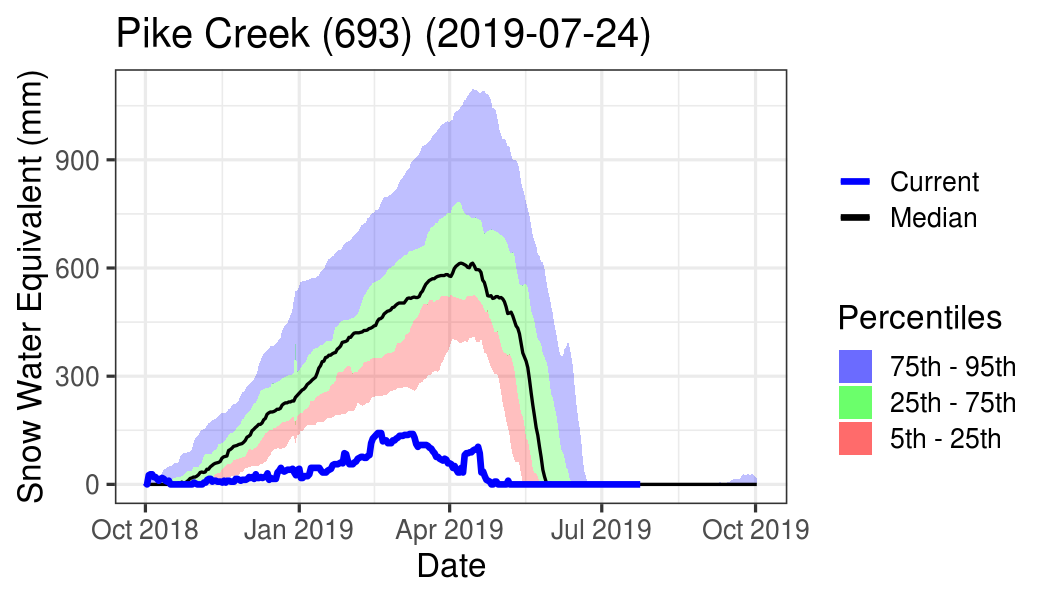 Pike Creek (693) (2019-07-24)
Snow Water Equivalent (mm)
900
600
300
0
Oct 2018
Jan 2019
Apr 2019
Jul 2019
Oct 2019
Date
Current
Median
Percentiles
75th - 95th
25th - 75th
5th - 25th